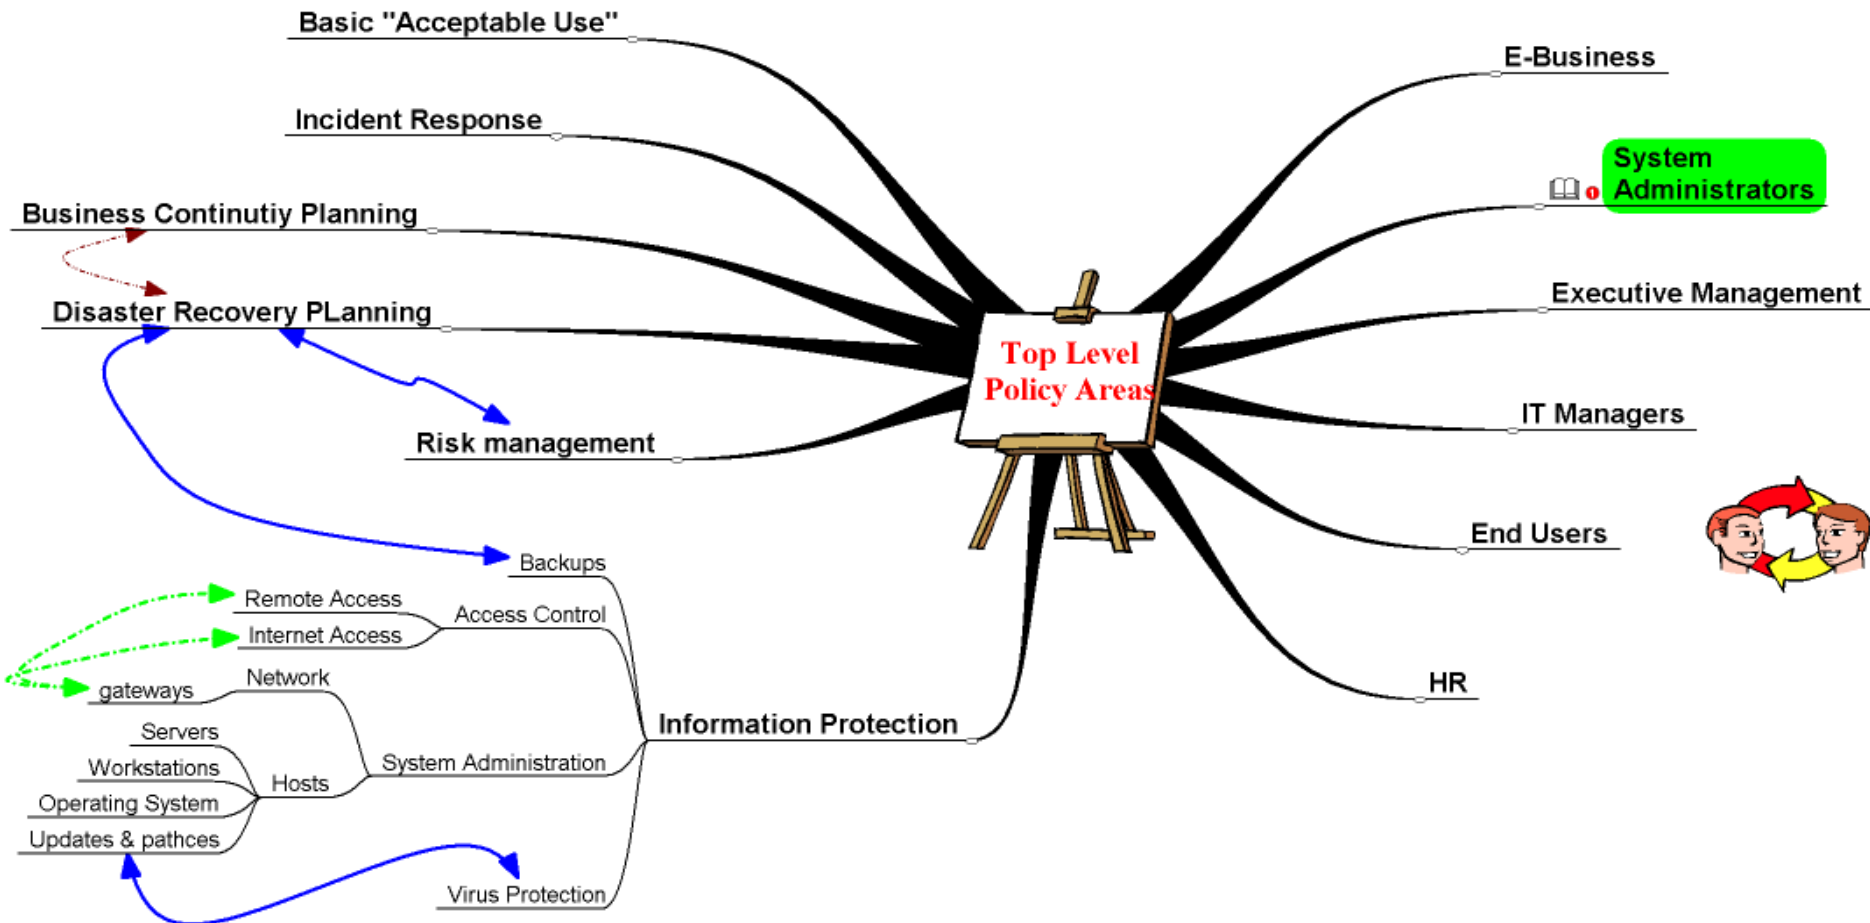 Basic "Acceptable Use"
Incident Response
Business Continutiy Planning
Disaster Recovery PLanning
Risk management
Top Level
Policy Areas
E-Business
System
Administrators
1
Executive Management
IT Managers
End Users
HR
Information Protection
Backups
Access Control
Remote Access
Internet Access
System Administration
Network
gateways
Hosts
Servers
Workstations
Operating System
Updates & pathces
Virus Protection